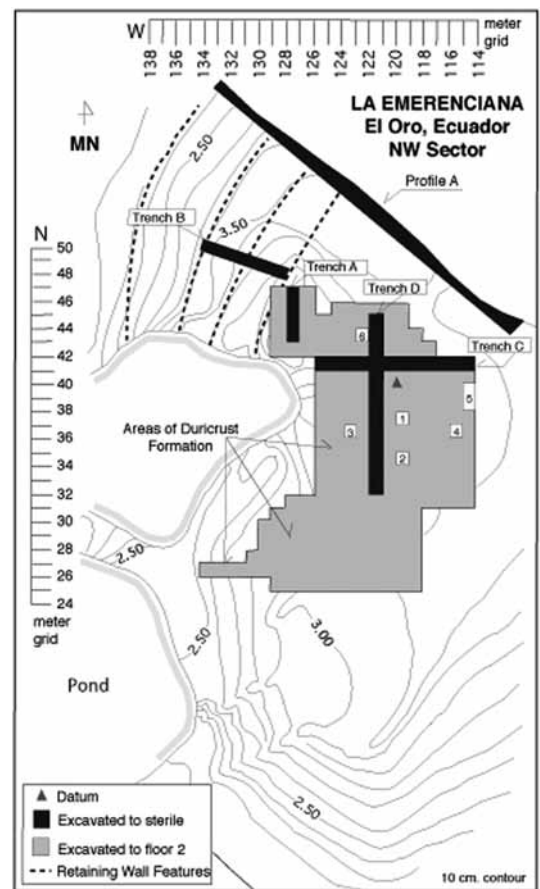 W
138 136 134 132 130 128 126 124 122 120 118 116 114
meter
grid
LA EMERENCIANA
El Oro, Ecuador
NW Sector
MN
2.50
Profile A
Trench B
3.50
N
50
48
46
44
42
40
38
36
34
32
31
30
28
26
24
meter
grid
Trench A
Trench D
6
Trench C
5
1
3
4
2
Areas of Duricrust
Formation
2.50
2.50
3.00
Pond
2.50
Datum
Excavated to sterile
Excavated to floor 2
Retaining Wall Features
10 cm. contour